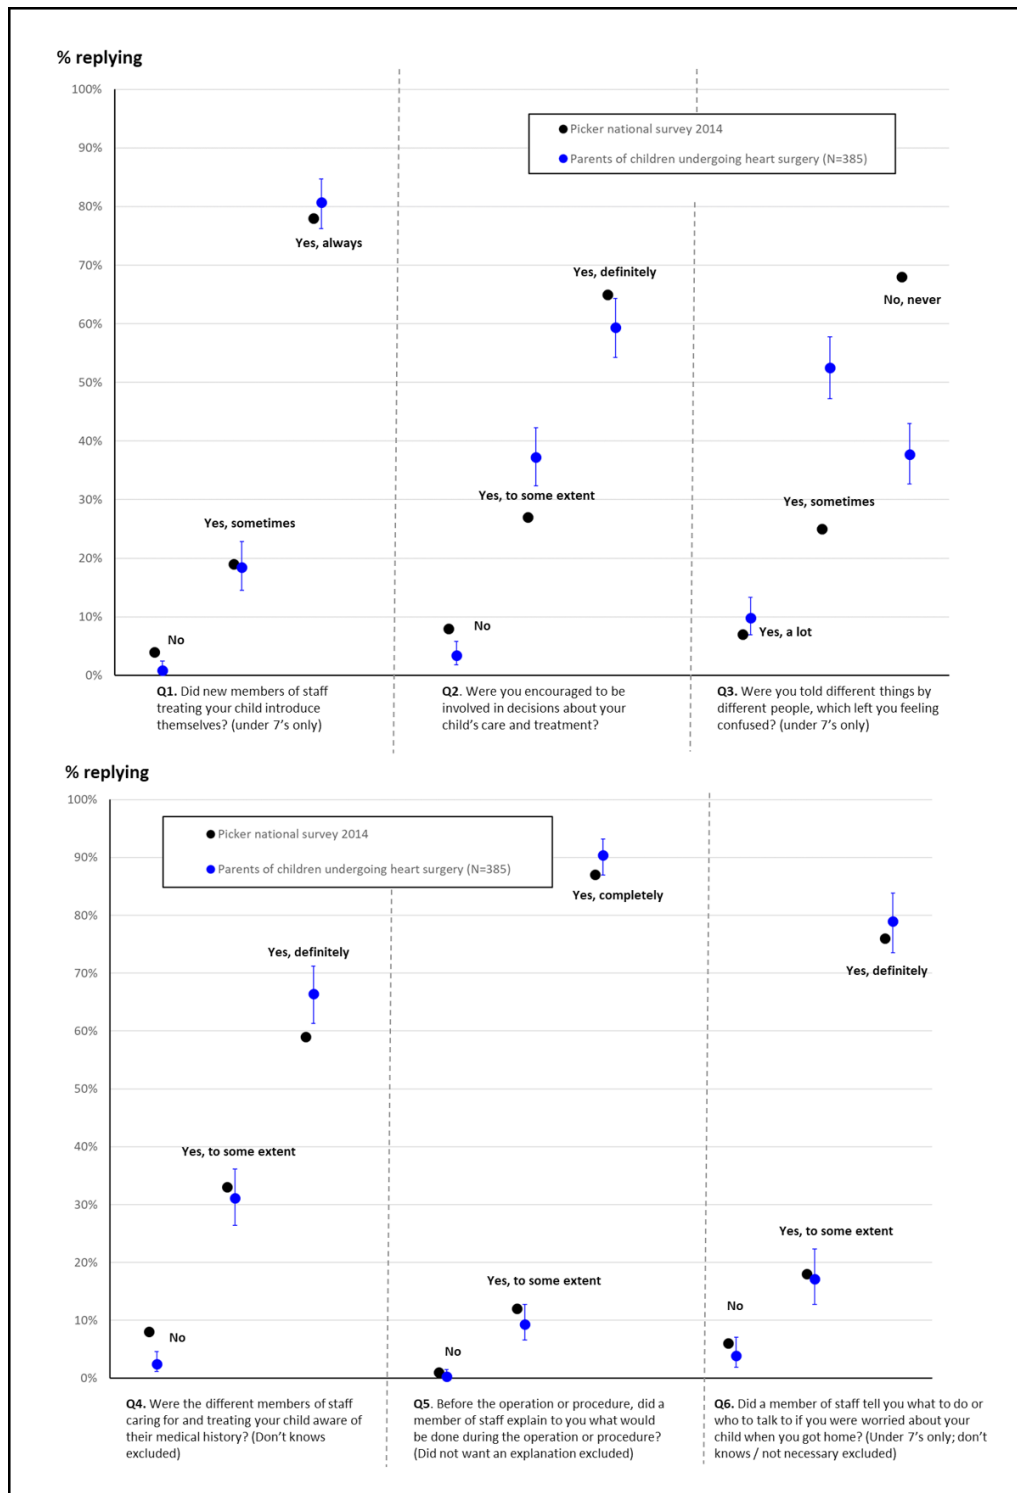 % replying
100%
90%
80%
70%
60%
50%
40%
30%
20%
10%
0%
Picker national survey 2014
Parents of children undergoing heart surgery (N=385)
Yes, always
Yes, sometimes
No
Yes, definitely
Yes, to some extent
No
No, never
Yes, sometimes
Yes, a lot
Q1. Did new members of staff
treating your child introduce
themselves? (under 7's only)
Q2. Were you encouraged to be
involved in decisions about your
child's care and treatment?
Q3. Were you told different things by
different people, which left you feeling
confused? (under 7's only)
% replying
100%
90%
80%
70%
60%
50%
40%
30%
20%
10%
0%
Picker national survey 2014
Parents of children undergoing heart surgery (N=385)
Yes, definitely
Yes, to some extent
No
Yes, completely
Yes, to some extent
No
Yes, definitely
Yes, to some extent
No
Q4. Were the different members of staff
caring for and treating your child aware of
their medical history? (Don't knows
excluded)
Q5. Before the operation or procedure, did a
member of staff explain to you what would
be done during the operation or procedure?
(Did not want an explanation excluded)
Q6. Did a member of staff tell you what to do or
who to talk to if you were worried about your
child when you got home? (Under 7's only; don't
knows / not necessary excluded)